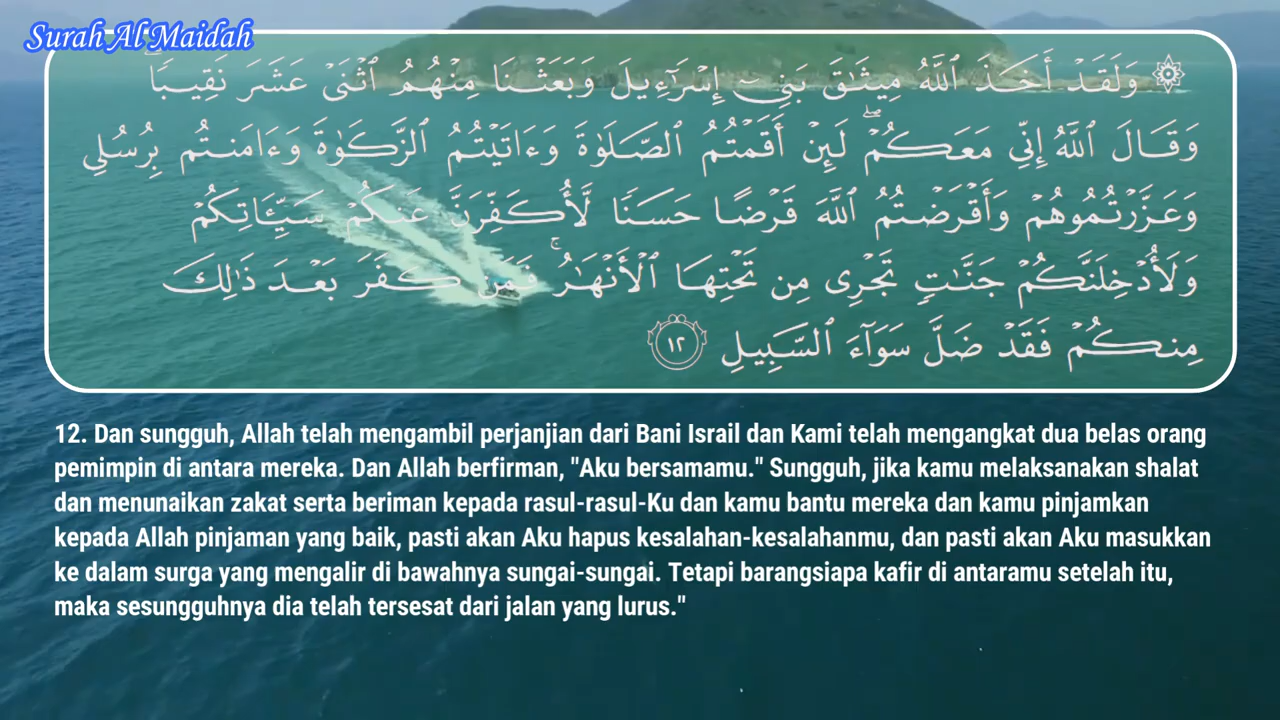 Surah Al Maidah
۞ وَلَقَدْ أَخَذَ ٱللَّهُ مِيثَٰقَ بَنِىٓ إِسْرَٰٓءِيلَ وَبَعَثْنَا مِنْهُمُ ٱثْنَىْ عَشَرَ نَقِيبًا ۖ
وَقَالَ ٱللَّهُ إِنِّى مَعَكُمْ ۖ لَئِنْ أَقَمْتُمُ ٱلصَّلَوٰةَ وَءَاتَيْتُمُ ٱلزَّكَوٰةَ وَءَامَنتُم بِرُسُلِى
وَعَزَّرْتُمُوهُمْ وَأَقْرَضْتُمُ ٱللَّهَ قَرْضًا حَسَنًا لَّأُكَفِّرَنَّ عَنكُمْ سَيِّـَٔاتِكُمْ
وَلَأُدْخِلَنَّكُمْ جَنَّٰتٍ تَجْرِى مِن تَحْتِهَا ٱلْأَنْهَٰرُ ۚ فَمَن كَفَرَ بَعْدَ ذَٰلِكَ
مِنكُمْ فَقَدْ ضَلَّ سَوَآءَ ٱلسَّبِيلِ ١٢
12. Dan sungguh, Allah telah mengambil perjanjian dari Bani Israil dan Kami telah mengangkat dua belas orang
pemimpin di antara mereka. Dan Allah berfirman, "Aku bersamamu." Sungguh, jika kamu melaksanakan shalat
dan menunaikan zakat serta beriman kepada rasul-rasul-Ku dan kamu bantu mereka dan kamu pinjamkan
kepada Allah pinjaman yang baik, pasti akan Aku hapus kesalahan-kesalahanmu, dan pasti akan Aku masukkan
ke dalam surga yang mengalir di bawahnya sungai-sungai. Tetapi barangsiapa kafir di antaramu setelah itu,
maka sesungguhnya dia telah tersesat dari jalan yang lurus."